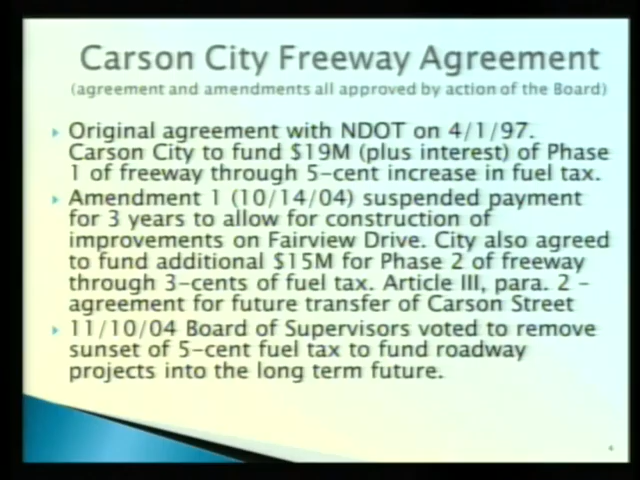 Carson City Freeway Agreement
(agreement and amendments all approved by action of the Board)
Original agreement with NDOT on 4/1/97.
Carson City to fund $19M (plus interest) of Phase
1 of freeway through 5-cent increase in fuel tax.
Amendment 1 (10/14/04) suspended payment
for 3 years to allow for construction of
improvements on Fairview Drive. City also agreed
to fund additional $15M for Phase 2 of freeway
through 3-cents of fuel tax. Article III, para. 2 –
agreement for future transfer of Carson Street
11/10/04 Board of Supervisors voted to remove
sunset of 5-cent fuel tax to fund roadway
projects into the long term future.